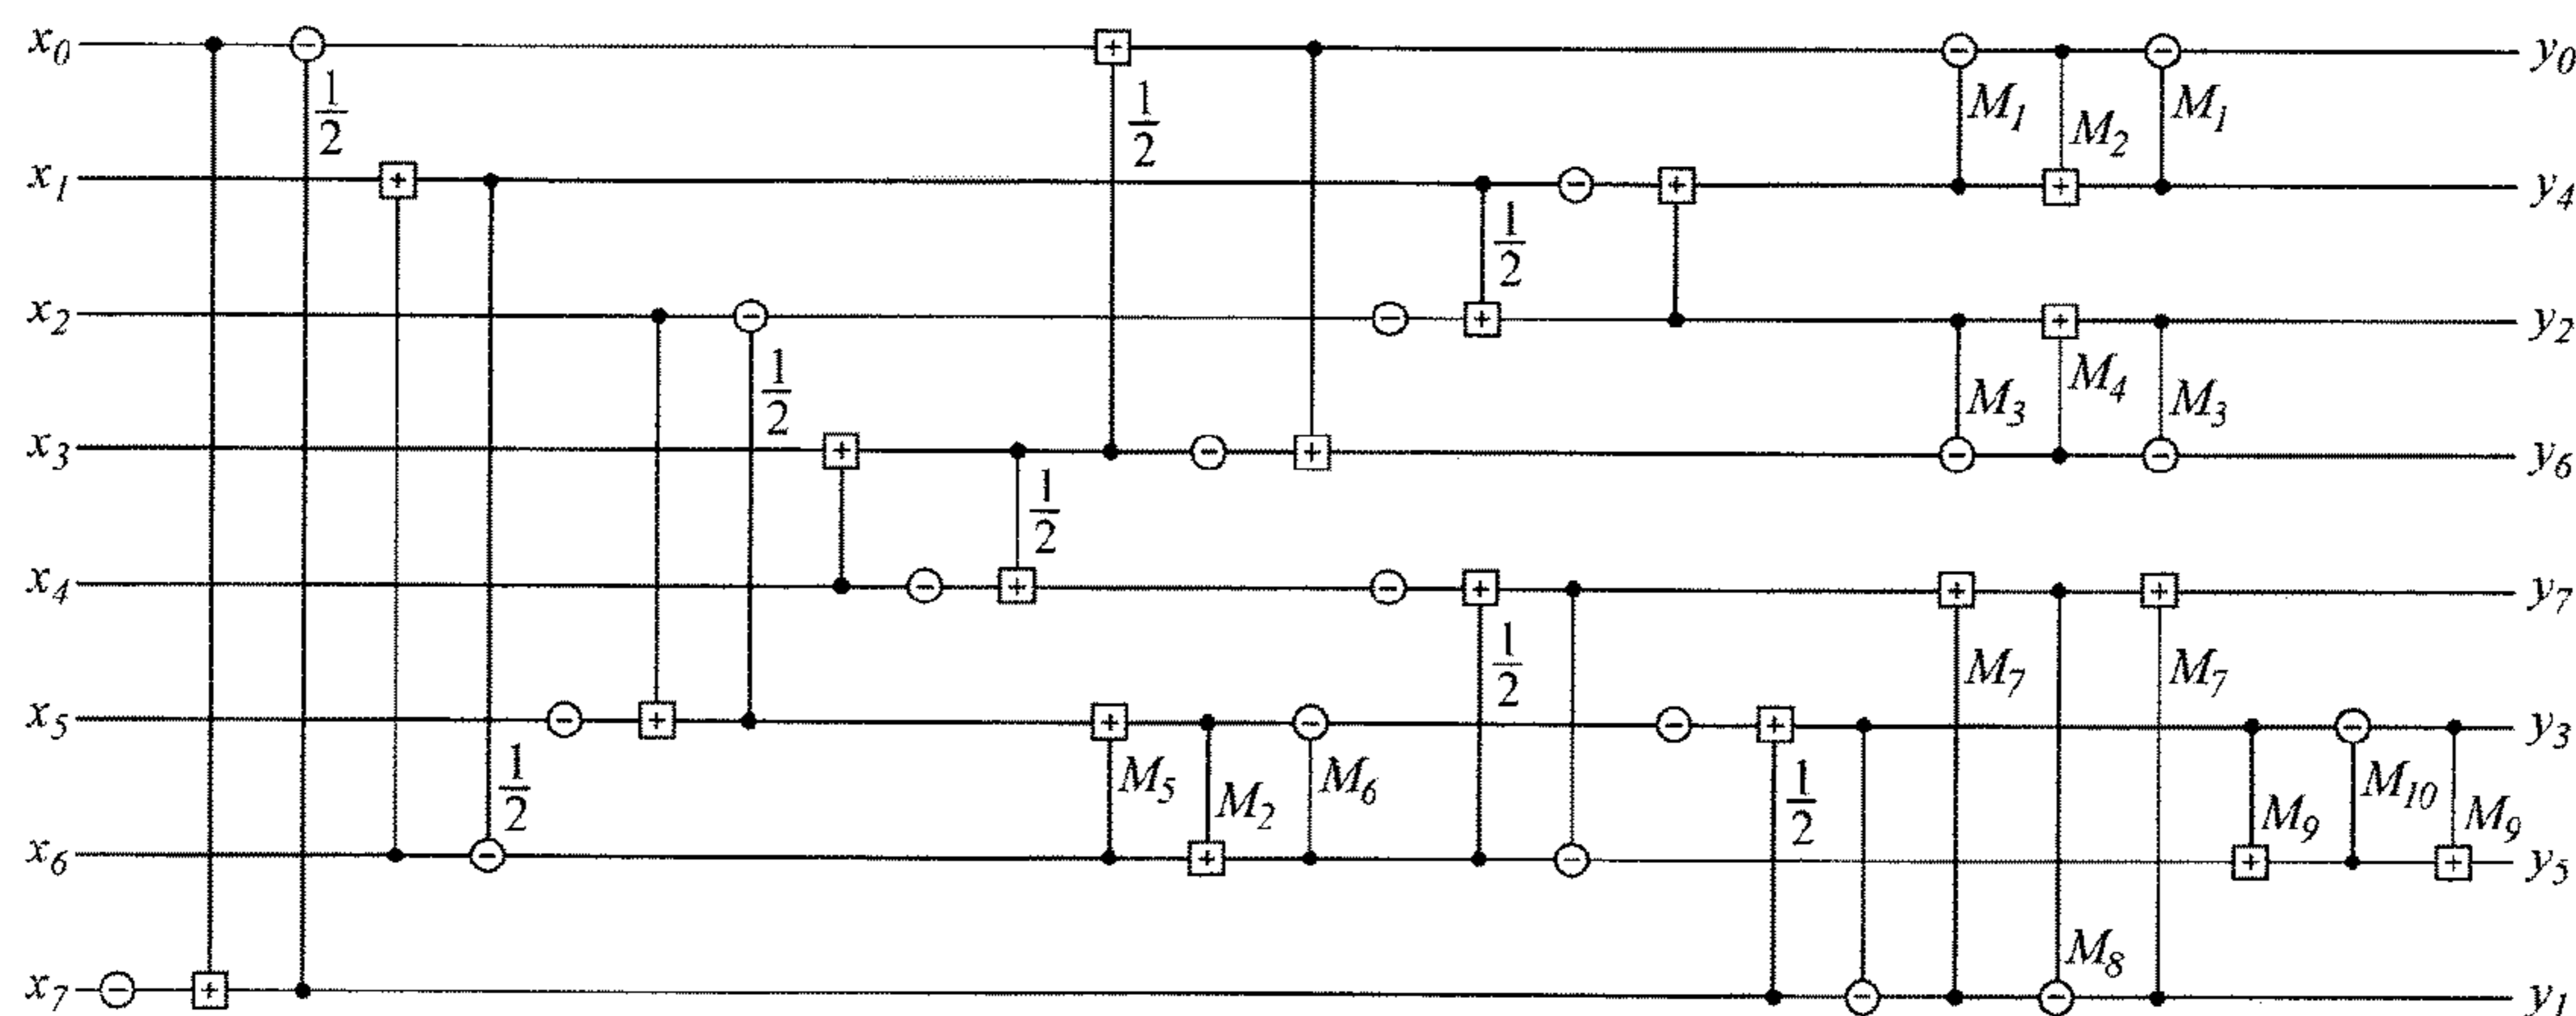 x0 − + 1/2 − M1 M2 − M1 y0
1/2
x1 + 1/2 − + + y4
x2 − 1/2 − + + M4 y2
x3 + 1/2 − + − M3 − M3 y6
x4 − + − + 1/2 + M7 + M7 y7
x5 − + + M5 M2 − M6 − + 1/2 − M10 y3
x6 − 1/2 + − + M9 + M9 y5
x7 − + − − M8 y1